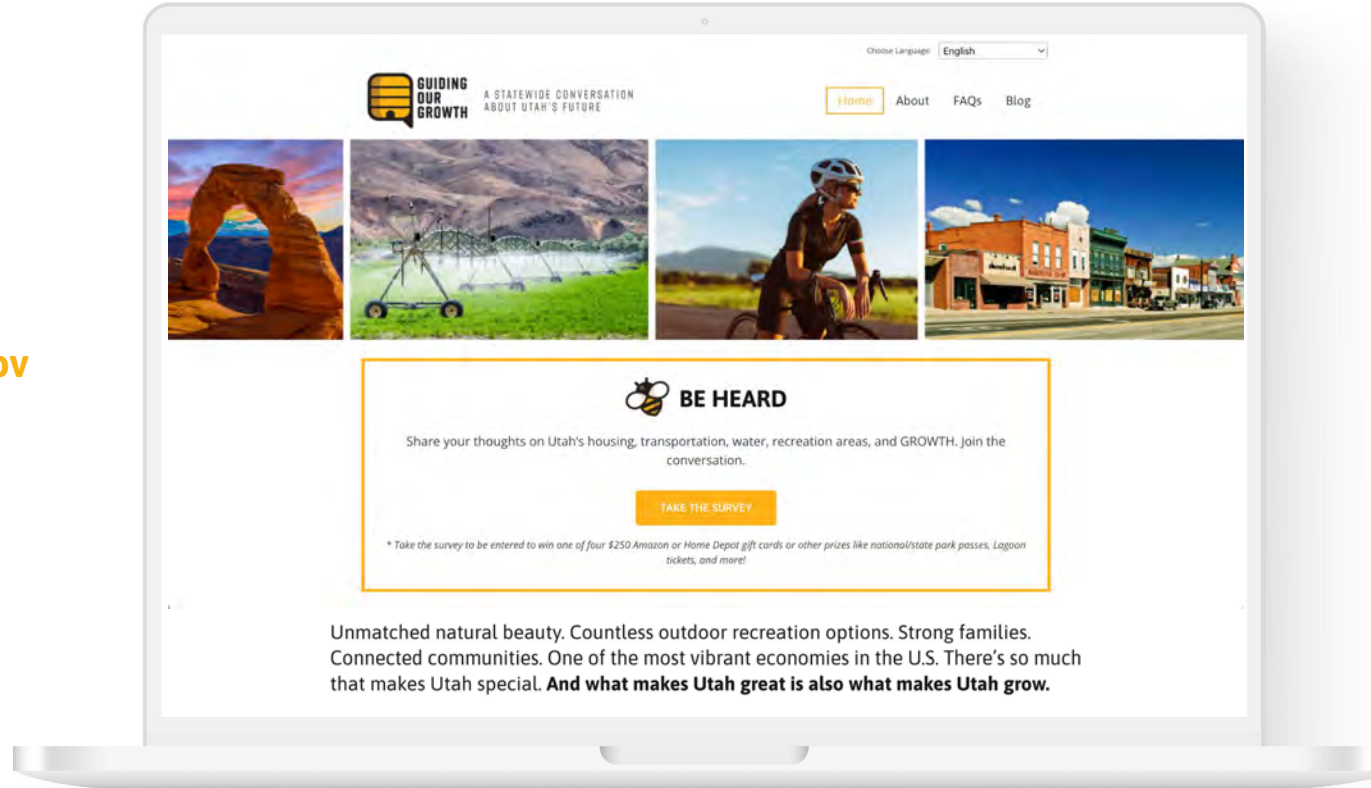 Choose Language: English
GUIDING
OUR
GROWTH
A STATEWIDE CONVERSATION
ABOUT UTAH'S FUTURE
Home About FAQs Blog
BE HEARD
Share your thoughts on Utah's housing, transportation, water, recreation areas, and GROWTH. Join the
conversation.
TAKE THE SURVEY
* Take the survey to be entered to win one of four $250 Amazon or Home Depot gift cards or other prizes like national/state park passes, Lagoon
tickets, and more!
Unmatched natural beauty. Countless outdoor recreation options. Strong families.
Connected communities. One of the most vibrant economies in the U.S. There's so much
that makes Utah special. And what makes Utah great is also what makes Utah grow.